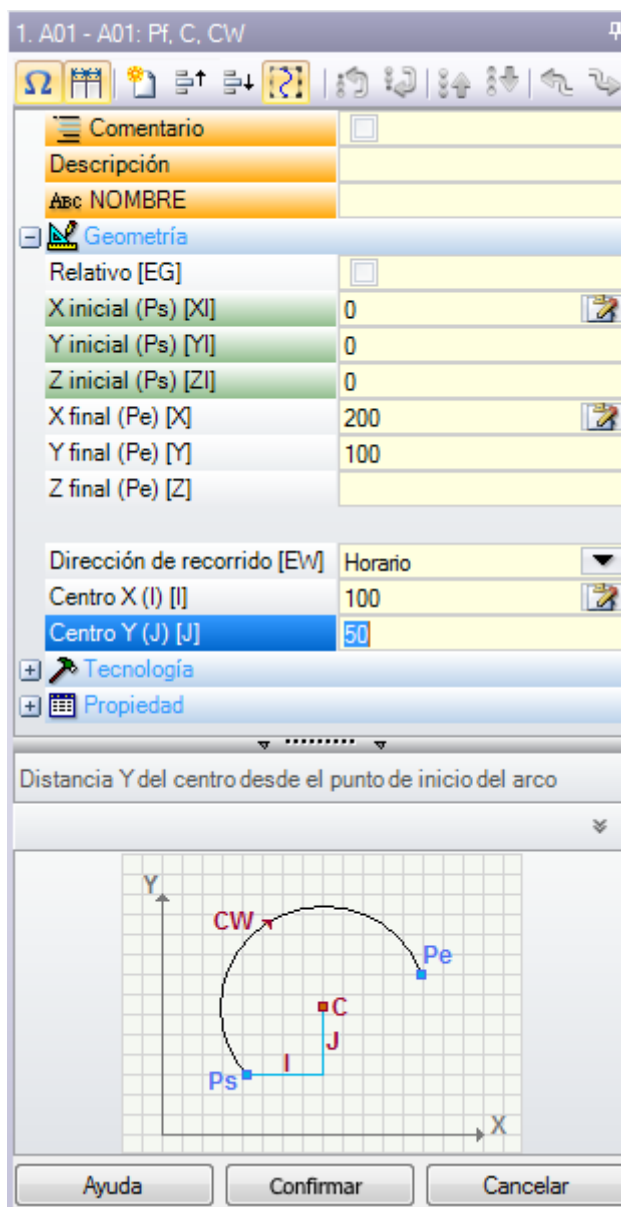 1. A01 - A01: Pf, C, CW
Comentario
Descripción
ABC NOMBRE
Geometría
Relativo [EG]
X inicial (Ps) [XI] 0
Y inicial (Ps) [YI] 0
Z inicial (Ps) [ZI] 0
X final (Pe) [X] 200
Y final (Pe) [Y] 100
Z final (Pe) [Z]
Dirección de recorrido [EW] Horario
Centro X (I) [I] 100
Centro Y (J) [J] 50
Tecnología
Propiedad
Distancia Y del centro desde el punto de inicio del arco
Y
CW
Pe
C
J
I
Ps
X
Ayuda Confirmar Cancelar